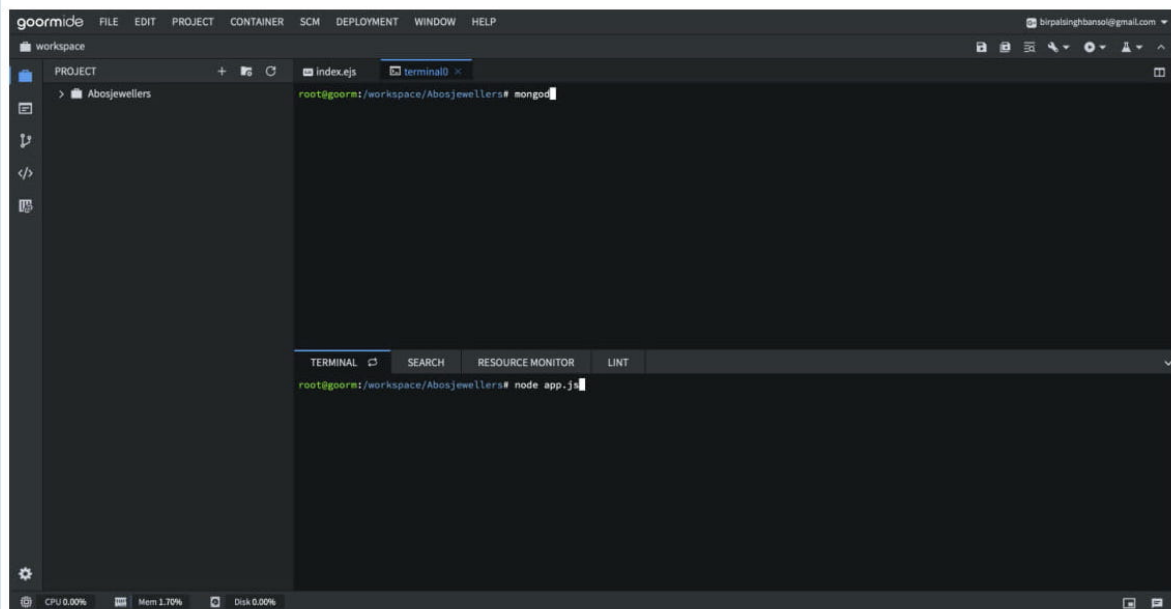 goormide FILE EDIT PROJECT CONTAINER SCM DEPLOYMENT WINDOW HELP birpalsinghbansol@gmail.com
workspace
PROJECT index.ejs terminal0
Abosjewellers
root@goorm:/workspace/Abosjewellers# mongod
TERMINAL SEARCH RESOURCE MONITOR LINT
root@goorm:/workspace/Abosjewellers# node app.js
CPU 0.00% Mem 1.70% Disk 0.00%